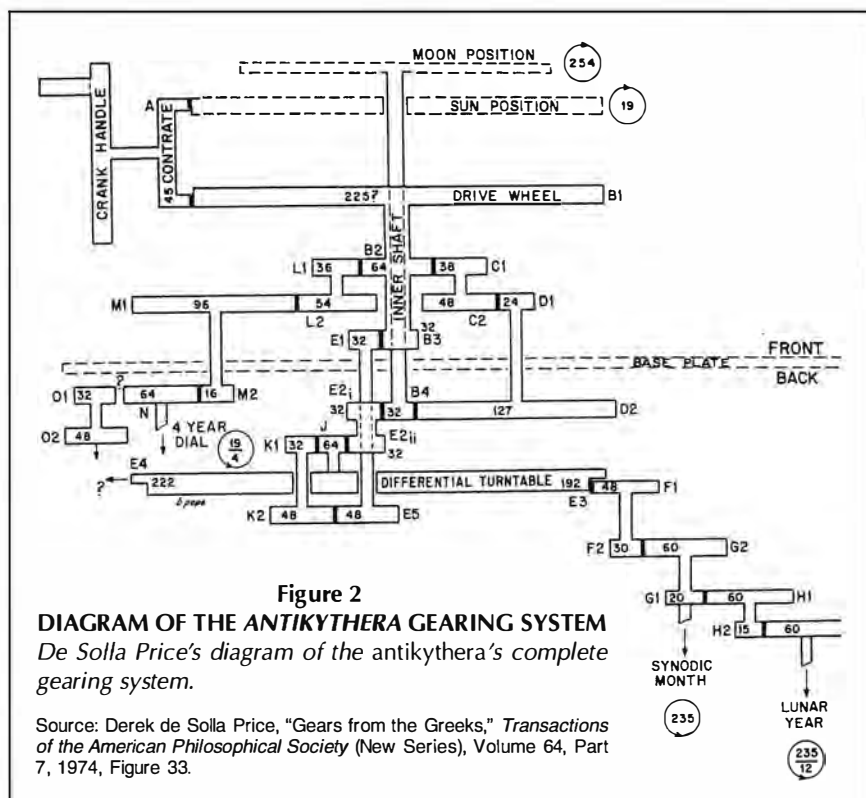 MOON POSITION
254
A
SUN POSITION
19
CRANK HANDLE
45 CONTRATE
225?
DRIVE WHEEL
B1
INNER SHAFT
B2
L1
36
64
38
C1
M1
96
54
48
24
D1
L2
C2
E1
32
32
B3
FRONT
BASE PLATE
BACK
?
O1
32
64
16
M2
N
E2i
32
32
B4
127
D2
O2
48
4 YEAR
DIAL
19
4
J
K1
32
64
E2ii
32
E4
?
222
DIFFERENTIAL TURNTABLE
192
E3
48
F1
K2
48
48
E5
F2
30
60
G2
G1
20
60
H1
H2
15
60
SYNODIC
MONTH
235
LUNAR
YEAR
235
12
Figure 2
DIAGRAM OF THE ANTIKYTHERA GEARING SYSTEM
De Solla Price's diagram of the antikythera's complete
gearing system.
Source: Derek de Solla Price, "Gears from the Greeks," Transactions
of the American Philosophical Society (New Series), Volume 64, Part
7, 1974, Figure 33.